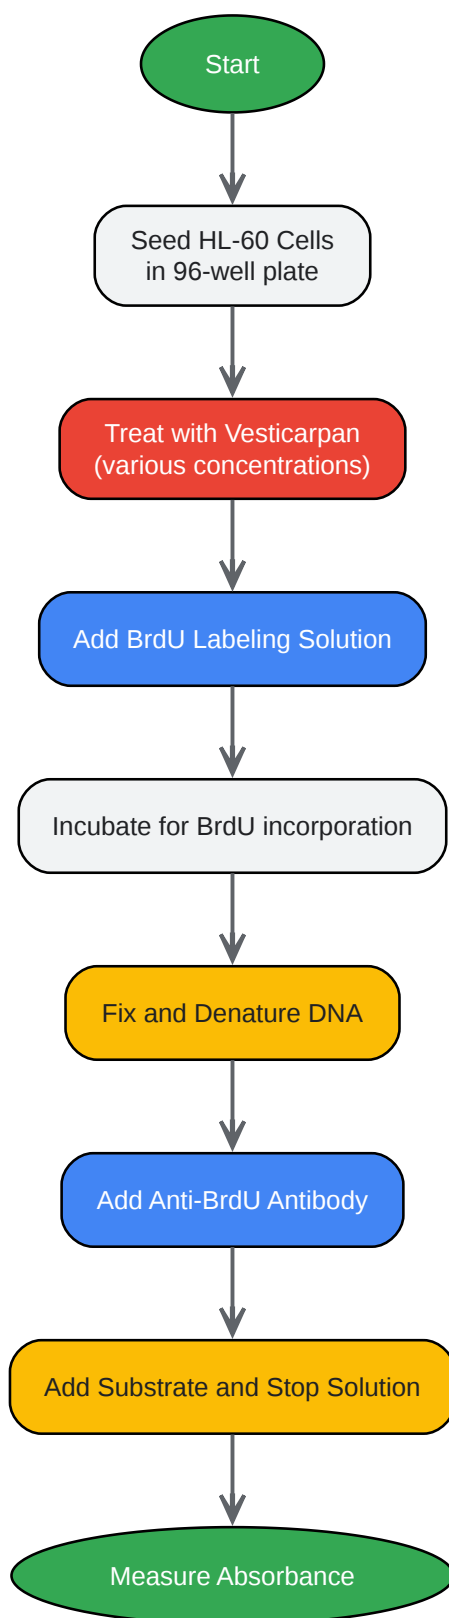 Start
Seed HL-60 Cells
in 96-well plate
Treat with Vesticarpan
(various concentrations)
Add BrdU Labeling Solution
Incubate for BrdU incorporation
Fix and Denature DNA
Add Anti-BrdU Antibody
Add Substrate and Stop Solution
Measure Absorbance